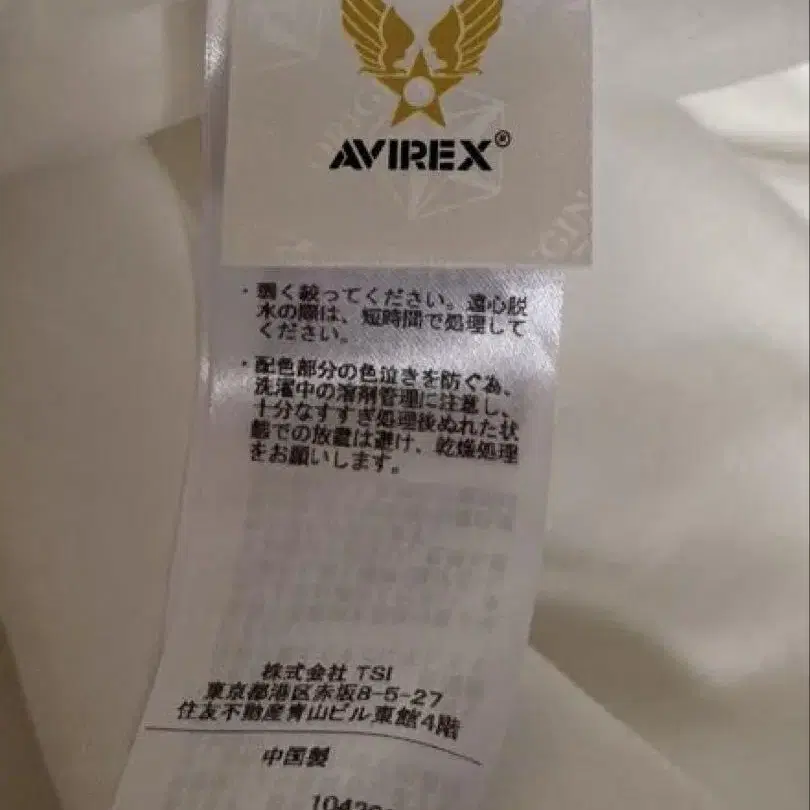 AVIREX®
・弱く絞ってください。遠心脱
水の際は、短時間で処理して
ください。
・配色部分の色泣きを防ぐ為、
洗濯中の溶剤管理に注意し、
十分なすすぎ処理後ぬれた状
態での放置は避け、乾燥処理
をお願いします。
株式会社 TSI
東京都港区赤坂8-5-27
住友不動産青山ビル東館4階
中国製